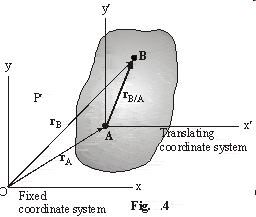 y'
y
B
P'
r_B
r_B/A
A
x'
Translating
coordinate system
r_A
O
Fixed
coordinate system
x
Fig. .4